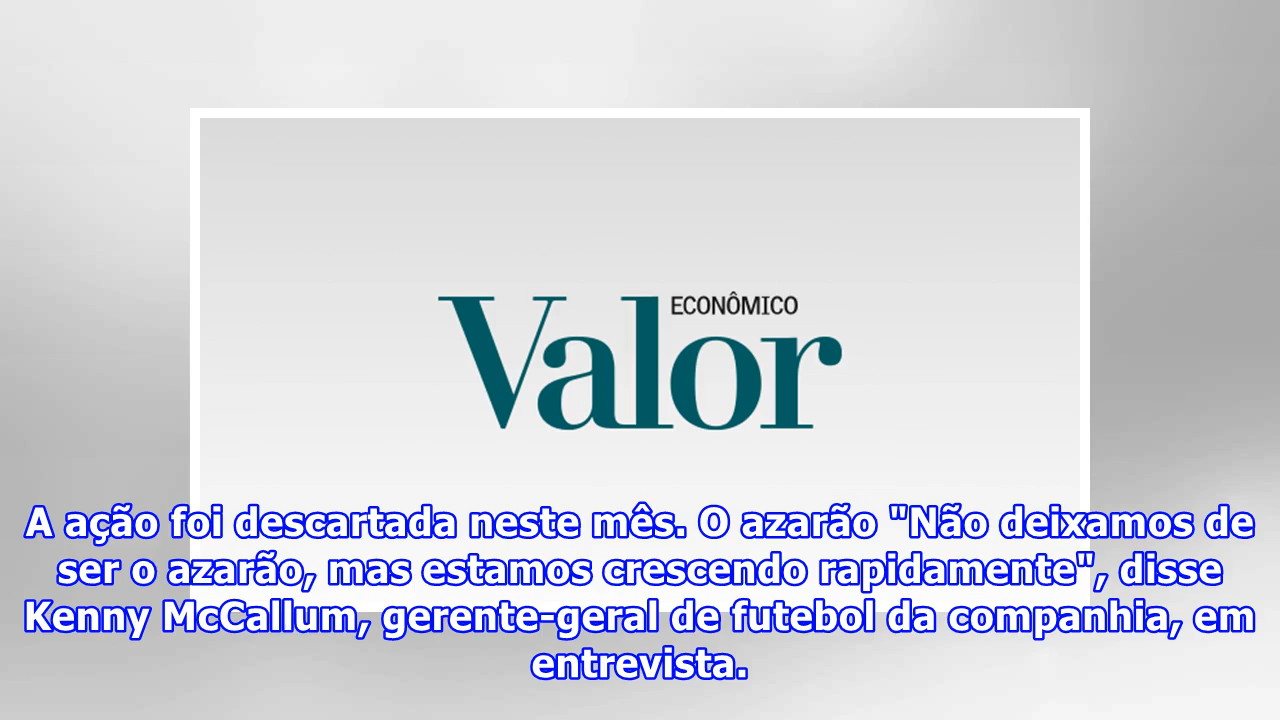 ECONÔMICO
Valor
A ação foi descartada neste mês. O azarão "Não deixamos de
ser o azarão, mas estamos crescendo rapidamente", disse
Kenny McCallum, gerente-geral de futebol da companhia, em
entrevista.